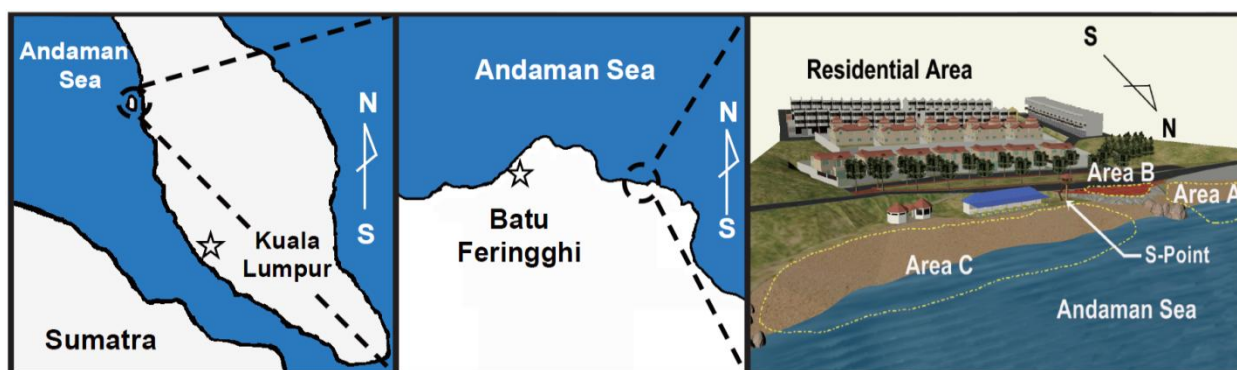 Andaman
Sea
N
S
Kuala
Lumpur
Sumatra
Andaman Sea
N
S
Batu
Feringghi
S
N
Residential Area
Area B
Area A
Area C
S-Point
Andaman Sea